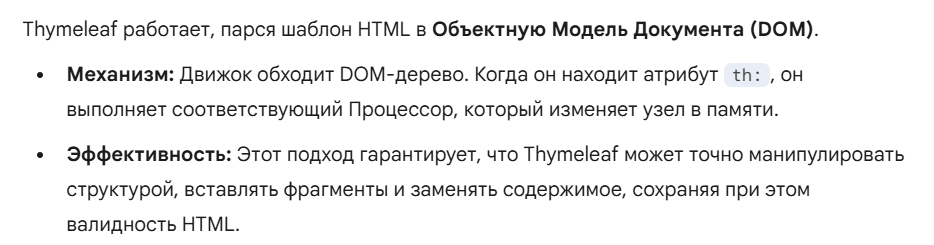 Thymeleaf работает, парся шаблон HTML в Объектную Модель Документа (DOM).
• Механизм: Движок обходит DOM-дерево. Когда он находит атрибут th: , он
выполняет соответствующий Процессор, который изменяет узел в памяти.
• Эффективность: Этот подход гарантирует, что Thymeleaf может точно манипулировать
структурой, вставлять фрагменты и заменять содержимое, сохраняя при этом
валидность HTML.